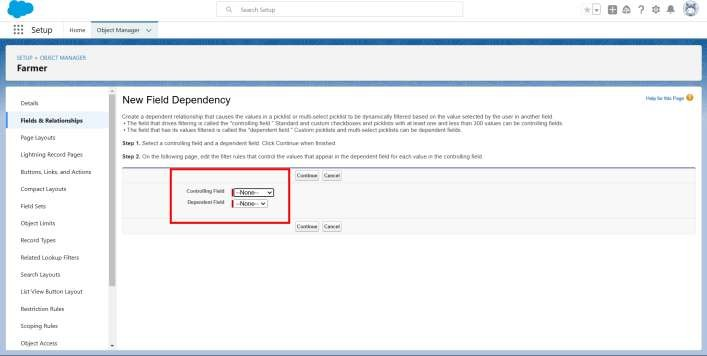 Search Setup
Setup
Home
Object Manager
SETUP > OBJECT MANAGER
Farmer
Details
Fields & Relationships
Page Layouts
Lightning Record Pages
Buttons, Links, and Actions
Compact Layouts
Field Sets
Object Limits
Record Types
Related Lookup Filters
Search Layouts
List View Button Layout
Restriction Rules
Scoping Rules
Object Access
New Field Dependency
Help for this Page
Create a dependent relationship that causes the values in a picklist or multi-select picklist to be dynamically filtered based on the value selected by the user in another field.
• The field that drives filtering is called the "controlling field." Standard and custom checkboxes and picklists with at least one and less than 300 values can be controlling fields.
• The field that has its values filtered is called the "dependent field." Custom picklists and multi-select picklists can be dependent fields.
Step 1. Select a controlling field and a dependent field. Click Continue when finished.
Step 2. On the following page, edit the filter rules that control the values that appear in the dependent field for each value in the controlling field.
Continue Cancel
Controlling Field --None--
Dependent Field --None--
Continue Cancel